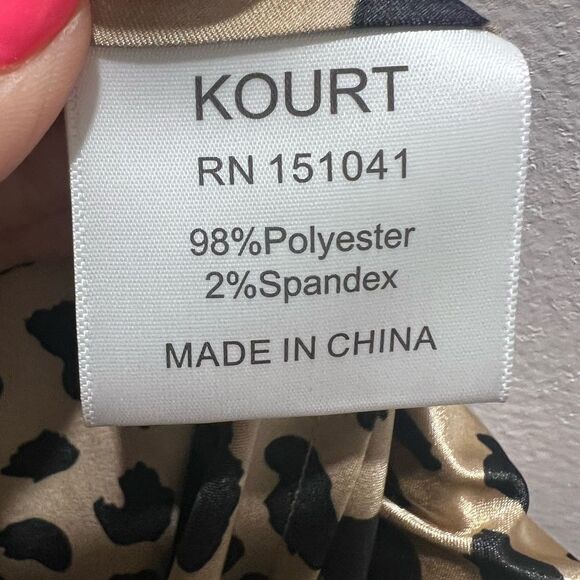 KOURT
RN 151041
98%Polyester
2%Spandex
MADE IN CHINA